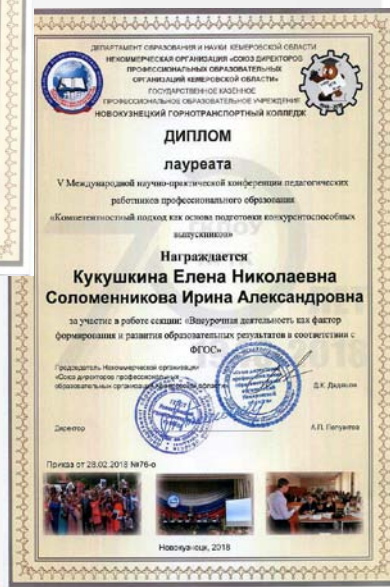 ДЕПАРТАМЕНТ ОБРАЗОВАНИЯ И НАУКИ КЕМЕРОВСКОЙ ОБЛАСТИ
НЕКОММЕРЧЕСКАЯ ОРГАНИЗАЦИЯ «СОЮЗ ДИРЕКТОРОВ
ПРОФЕССИОНАЛЬНЫХ ОБРАЗОВАТЕЛЬНЫХ
ОРГАНИЗАЦИЙ КЕМЕРОВСКОЙ ОБЛАСТИ»
ГОСУДАРСТВЕННОЕ КАЗЁННОЕ
ПРОФЕССИОНАЛЬНОЕ ОБРАЗОВАТЕЛЬНОЕ УЧРЕЖДЕНИЕ
НОВОКУЗНЕЦКИЙ ГОРНОТРАНСПОРТНЫЙ КОЛЛЕДЖ
ДИПЛОМ
лауреата
V Международной научно-практической конференции педагогических
работников профессионального образования
«Компетентностный подход как основа подготовки конкурентоспособных
выпускников»
Награждается
Кукушкина Елена Николаевна
Соломенникова Ирина Александровна
за участие в работе секции: «Внеурочная деятельность как фактор
формирования и развития образовательных результатов в соответствии с
ФГОС»
Председатель Некоммерческой организации
«Союз директоров профессиональных
образовательных организаций Кемеровской области»
Директор
Приказ от 28.02.2018 №76-о
Новокузнецк, 2018